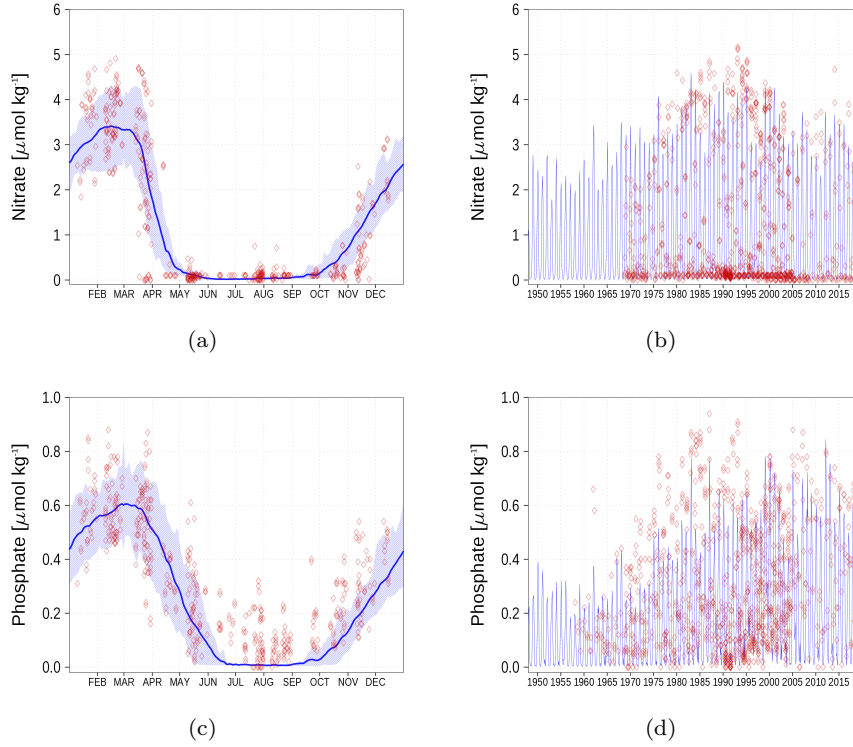 6
5
4
3
2
1
0
Nitrate [μmol kg⁻¹]
FEB MAR APR MAY JUN JUL AUG SEP OCT NOV DEC
(a)
6
5
4
3
2
1
0
Nitrate [μmol kg⁻¹]
1950 1955 1960 1965 1970 1975 1980 1985 1990 1995 2000 2005 2010 2015
(b)
1.0
0.8
0.6
0.4
0.2
0.0
Phosphate [μmol kg⁻¹]
FEB MAR APR MAY JUN JUL AUG SEP OCT NOV DEC
(c)
1.0
0.8
0.6
0.4
0.2
0.0
Phosphate [μmol kg⁻¹]
1950 1955 1960 1965 1970 1975 1980 1985 1990 1995 2000 2005 2010 2015
(d)